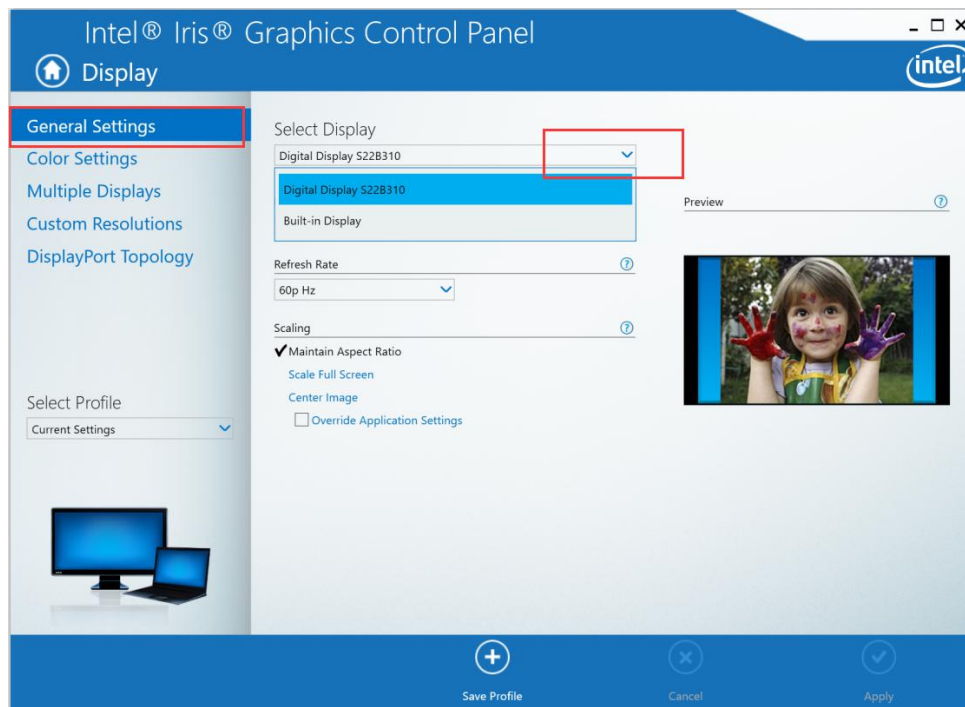 Intel® Iris® Graphics Control Panel
Display
intel
General Settings
Color Settings
Multiple Displays
Custom Resolutions
DisplayPort Topology
Select Profile
Current Settings
Select Display
Digital Display S22B310
Digital Display S22B310
Built-in Display
Refresh Rate
?
60p Hz
Scaling
?
Maintain Aspect Ratio
Scale Full Screen
Center Image
Override Application Settings
Preview
?
Save Profile
Cancel
Apply